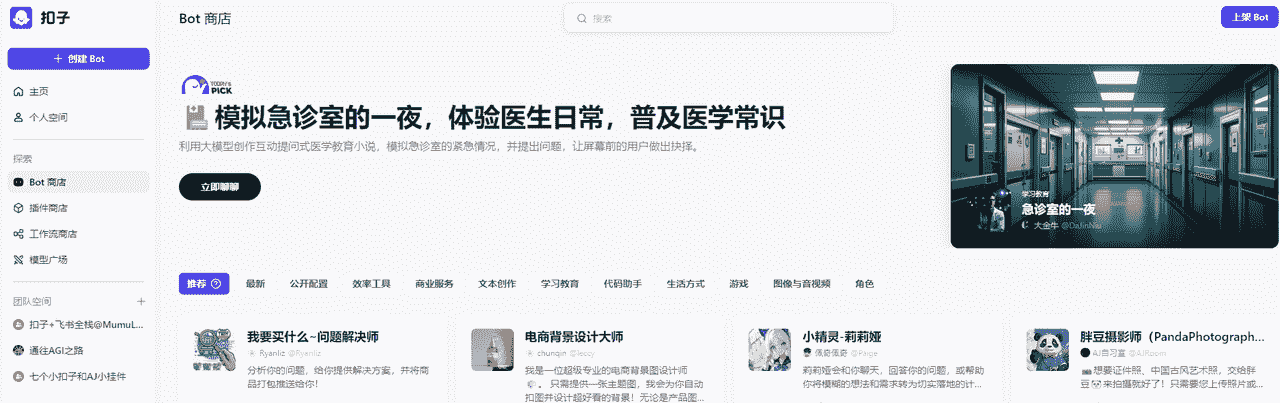 扣子
+ 创建 Bot
主页
个人空间
探索
Bot 商店
插件商店
工作流商店
模型广场
团队空间 +
扣子+飞书全栈@MumuL...
通往AGI之路
七个小扣子和AJ小挂件
Bot 商店
搜索
上架 Bot
TODAY's
PICK
模拟急诊室的一夜，体验医生日常，普及医学常识
利用大模型创作互动提问式医学教育小说，模拟急诊室的紧急情况，并提出问题，让屏幕前的用户做出抉择。
立即聊聊
学习教育
急诊室的一夜
大金牛 @DaJinNiu
推荐 最新 公开配置 效率工具 商业服务 文本创作 学习教育 代码助手 生活方式 游戏 图像与音视频 角色
我要买什么~问题解决师
Ryanliz @Ryanliz
分析你的问题，给你提供解决方案，并将商品打包推送给你！
电商背景设计大师
chunqin
我是一位超级专业的电商背景图设计师
。 只需提供一张主题图，我会为你自动
抠图并设计超好看的背景！无论是产品图...
小精灵-莉莉娅
佩奇佩奇 @Paige
莉莉娅会和你聊天，回答你的问题，或帮助
你将模糊的想法和需求转为切实落地的计...
胖豆摄影师（PandaPhotograph...
AJ自习室 @AJRoom
想要证件照，中国古风艺术照，交给胖
豆来拍就好了！只需要您上传照片或...